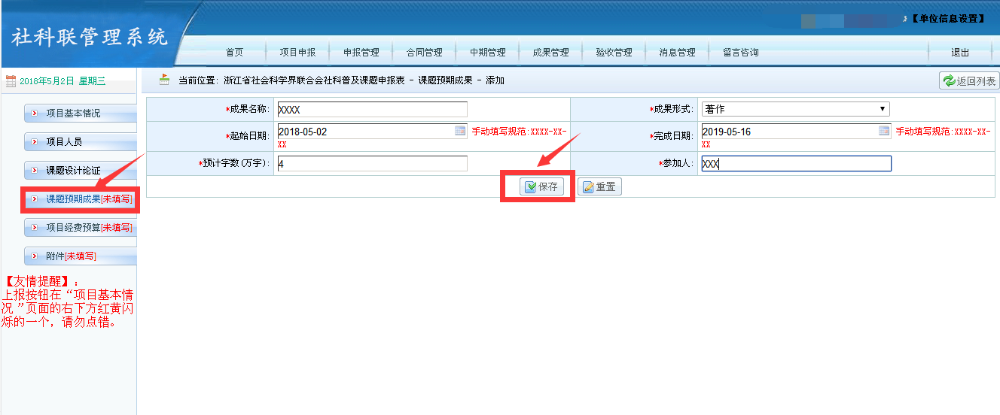 【单位信息设置】
社科联管理系统
首页 项目申报 申报管理 合同管理 中期管理 成果管理 验收管理 消息管理 留言咨询 退出
2018年5月2日 星期三
当前位置: 浙江省社会科学界联合会社科普及课题申报表 - 课题预期成果 - 添加
返回列表
项目基本情况
项目人员
课题设计论证
课题预期成果[未填写]
项目经费预算[未填写]
附件[未填写]
【友情提醒】:
上报按钮在“项目基本情
况 ”页面的右下方红黄闪
烁的一个, 请勿点错。
*成果名称: XXXX *成果形式: 著作
*起始日期: 2018-05-02 手动填写规范:XXXX-XX-
XX
*完成日期: 2019-05-16 手动填写规范:XXXX-XX-
XX
*预计字数(万字): 4 *参加人: XXX
保存 重置